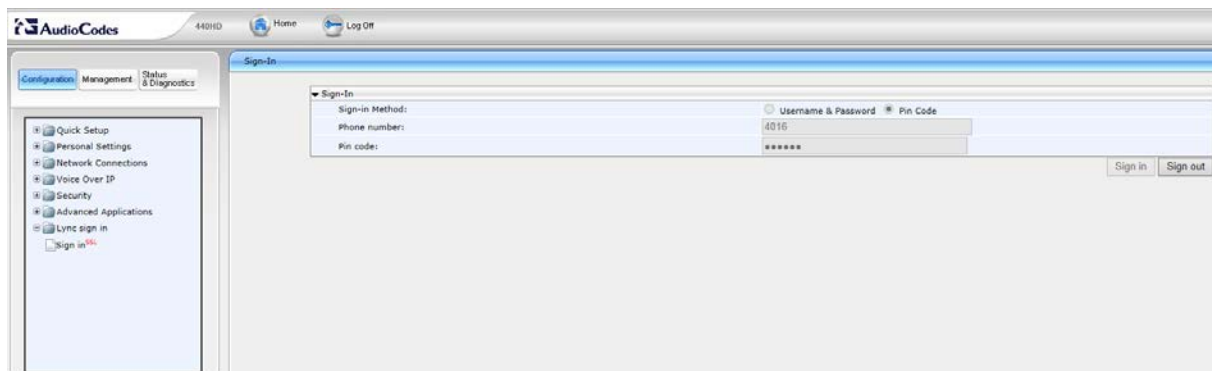 AudioCodes
440HD
Home
Log Off
Configuration
Management
Status
& Diagnostics
Quick Setup
Personal Settings
Network Connections
Voice Over IP
Security
Advanced Applications
Lync sign in
Sign in SSL
Sign-In
Sign-In
Sign-in Method:
Username & Password
Pin Code
Phone number:
4016
Pin code:
••••••
Sign in
Sign out